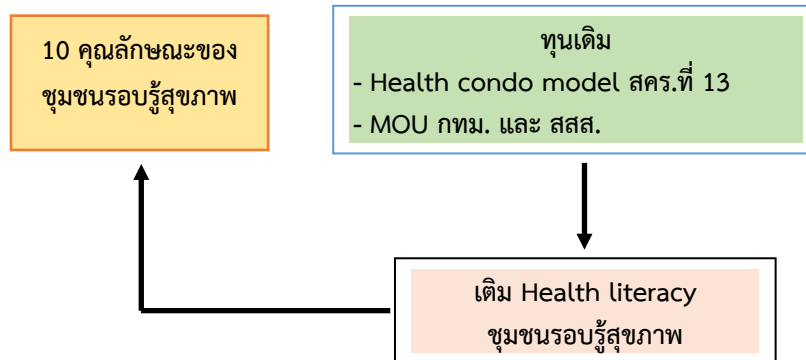 10 คุณลักษณะของ
ชุมชนรอบรู้สุขภาพ
ทุนเดิม
- Health condo model สคร.ที่ 13
- MOU กทม. และ สสส.
เติม Health literacy
ชุมชนรอบรู้สุขภาพ